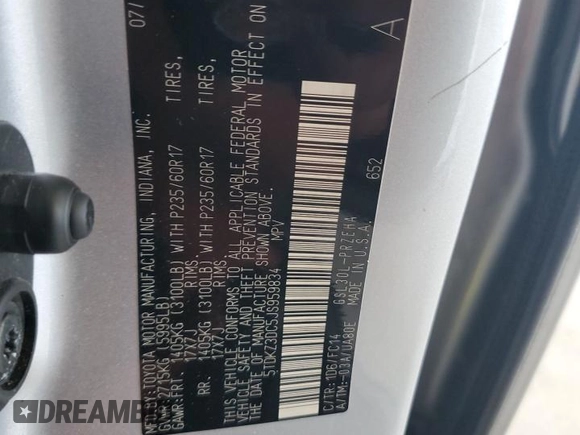 MFD. BY: TOYOTA MOTOR MANUFACTURING, INDIANA, INC. 07/
GVWR 2715KG (5995LB)
GAWR:FRT. 1405KG (3100LB) WITH P235/60R17 TIRES,
17X7J RIMS,
RR. 1405KG (3100LB) WITH P235/60R17 TIRES,
17X7J RIMS,
THIS VEHICLE CONFORMS TO ALL APPLICABLE FEDERAL MOTOR
VEHICLE SAFETY AND THEFT PREVENTION STANDARDS IN EFFECT ON
THE DATE OF MANUFACTURE SHOWN ABOVE.
5TDKZ3DC5JS959834 MPV
C/TR:1D6/FC14 GSL30L-PRZCHA 652 A
A/TM:-03A/UA80E MADE IN U.S.A.
RIDESAFELY